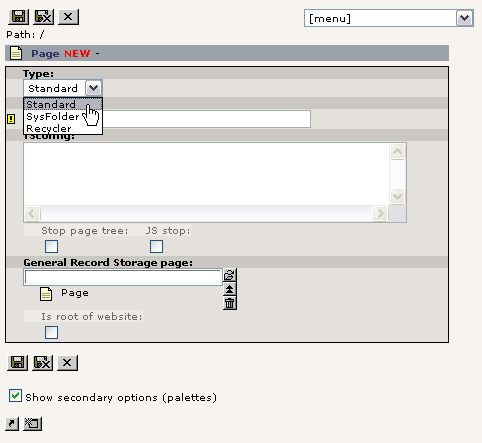 [menu]
Path: /
Page NEW -
Type:
Standard
Standard
SysFolder
Recycler
TSconfig:
Stop page tree: JS stop:
General Record Storage page:
Page
Is root of website:
Show secondary options (palettes)